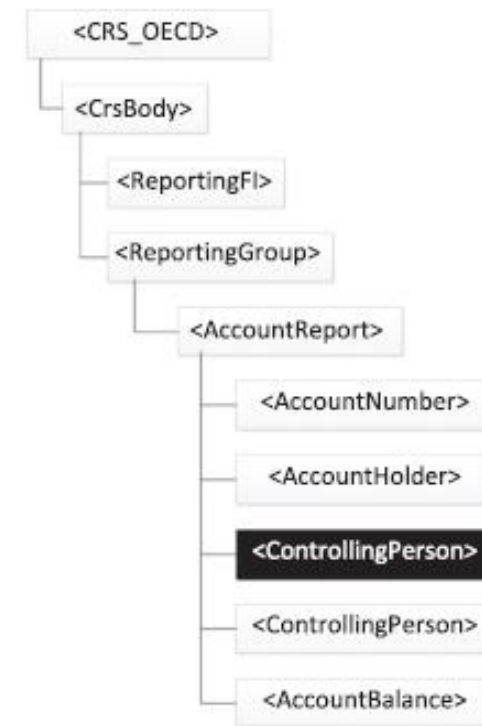 <CRS_OECD>
<CrsBody>
<ReportingFI>
<ReportingGroup>
<AccountReport>
<AccountNumber>
<AccountHolder>
<ControllingPerson>
<ControllingPerson>
<AccountBalance>